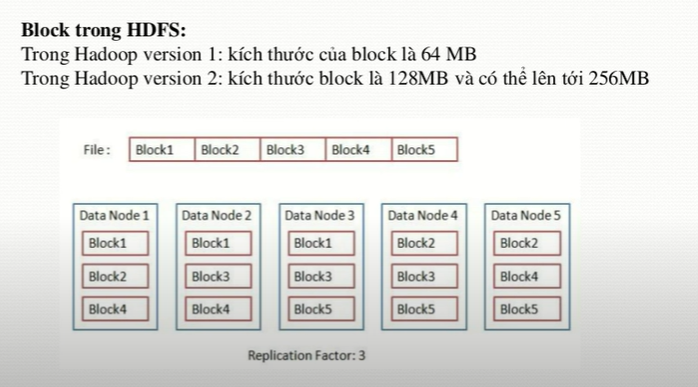 Block trong HDFS:
Trong Hadoop version 1: kích thước của block là 64 MB
Trong Hadoop version 2: kích thước block là 128MB và có thể lên tới 256MB
File: Block1 Block2 Block3 Block4 Block5
Data Node 1 Data Node 2 Data Node 3 Data Node 4 Data Node 5
Block1 Block1 Block1 Block2 Block2
Block2 Block3 Block3 Block3 Block4
Block4 Block4 Block5 Block5 Block5
Replication Factor: 3